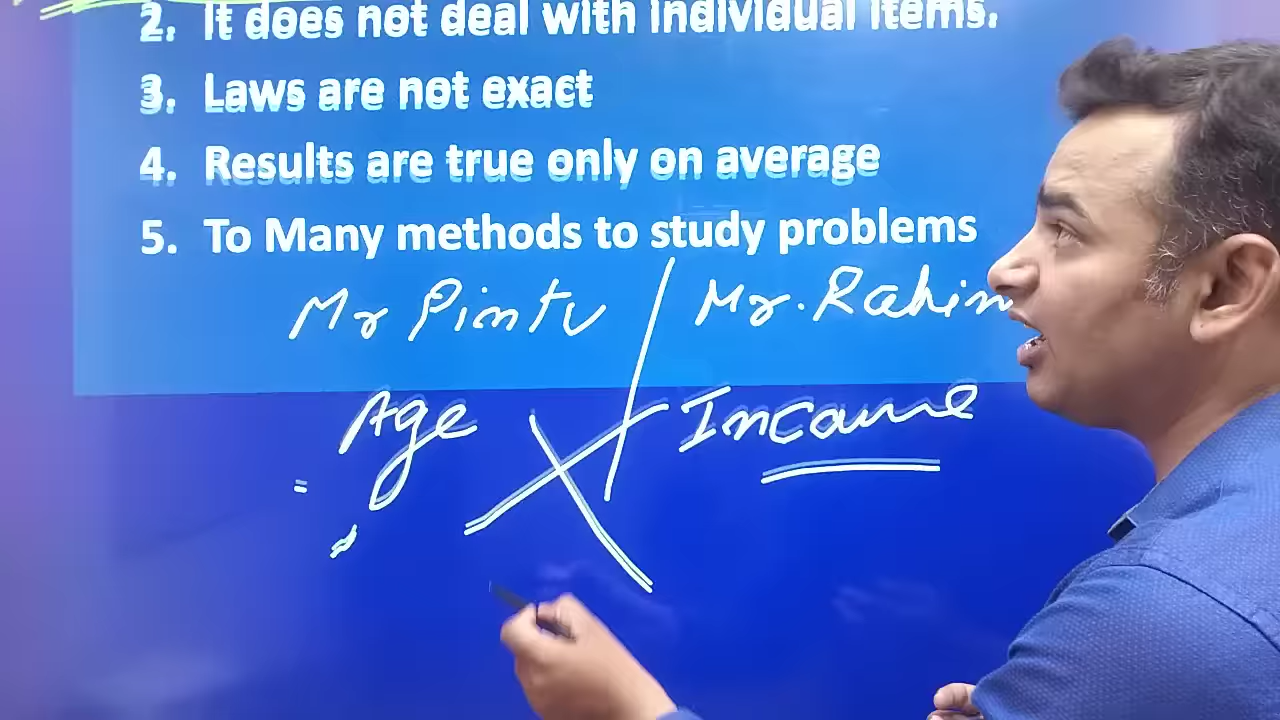 2. It does not deal with individual items.
3. Laws are not exact
4. Results are true only on average
5. To Many methods to study problems
Mr Pintu / Mr. Rahim
Age Income